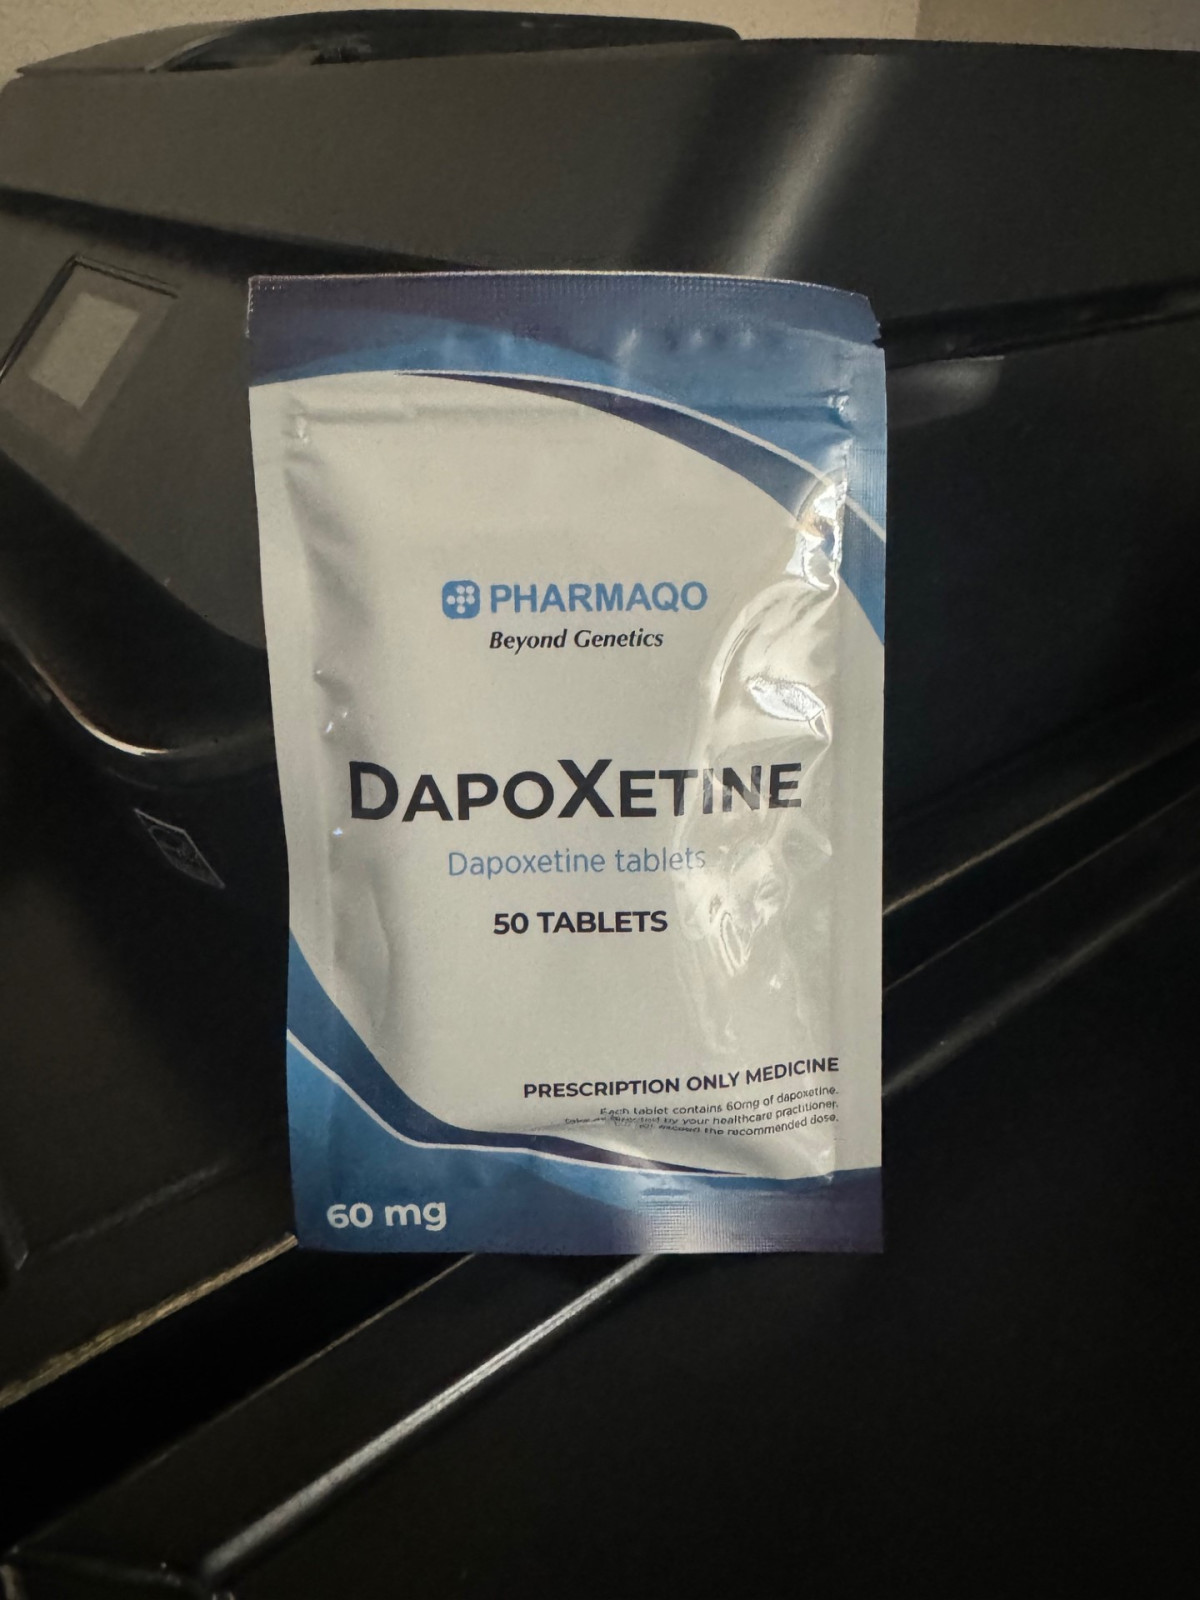 PHARMAQO
Beyond Genetics
DAPOXETINE
Dapoxetine tablets
50 TABLETS
PRESCRIPTION ONLY MEDICINE
Each tablet contains 60mg of dapoxetine.
by your healthcare practitioner.
the recommended dose.
60 mg